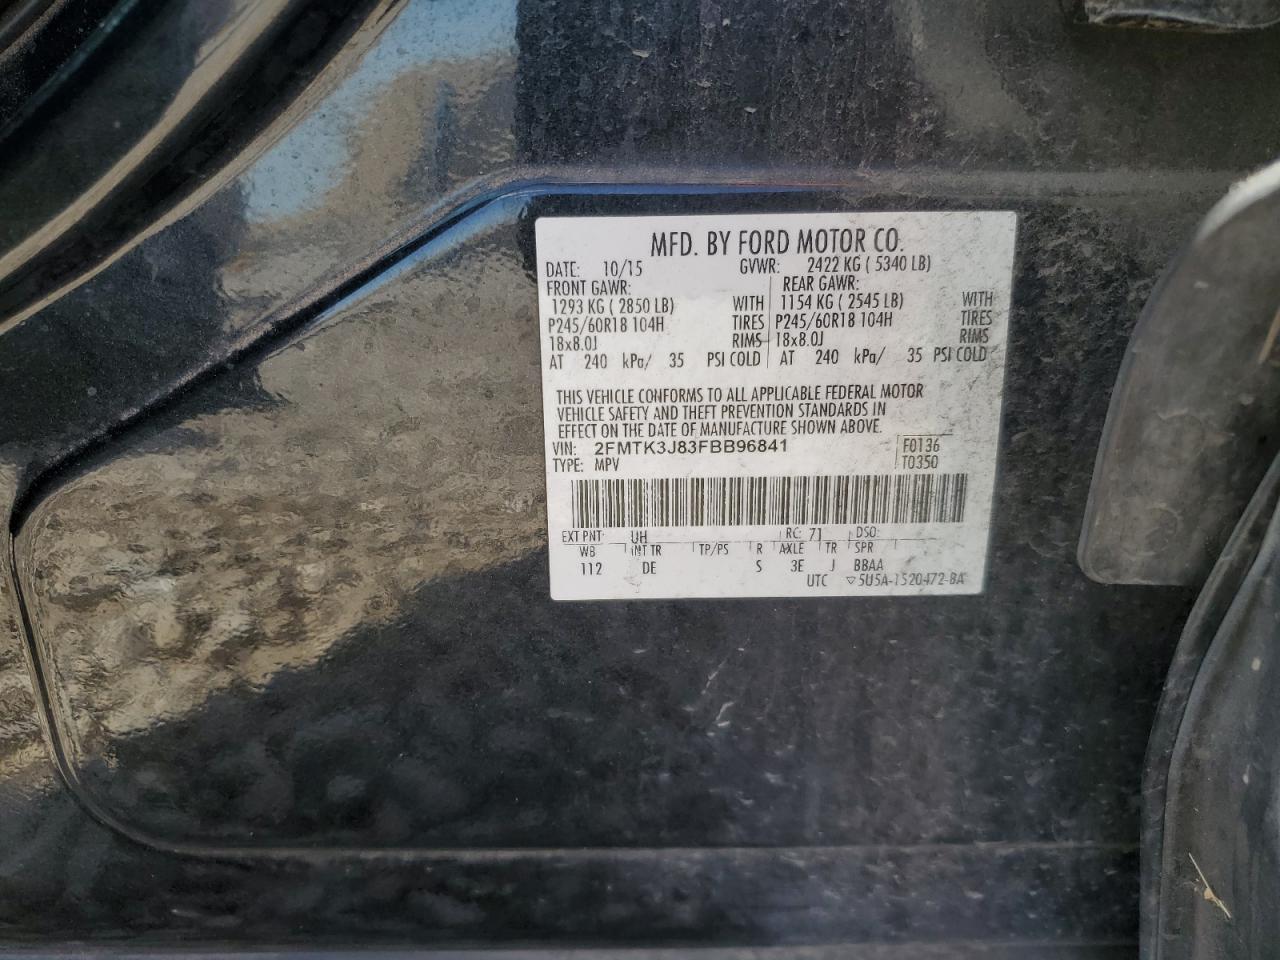 MFD. BY FORD MOTOR CO.
DATE: 10/15 GVWR: 2422 KG ( 5340 LB)
FRONT GAWR: REAR GAWR:
1293 KG ( 2850 LB) WITH 1154 KG ( 2545 LB) WITH
P245/60R18 104H TIRES P245/60R18 104H TIRES
18x8.0J RIMS 18x8.0J RIMS
AT 240 kPa/ 35 PSI COLD AT 240 kPa/ 35 PSI COLD
THIS VEHICLE CONFORMS TO ALL APPLICABLE FEDERAL MOTOR
VEHICLE SAFETY AND THEFT PREVENTION STANDARDS IN
EFFECT ON THE DATE OF MANUFACTURE SHOWN ABOVE.
VIN: 2FMTK3J83FBB96841 F0136
TYPE: MPV T0350
EXT PNT: UH RC: 71 DSO:
WB INT TR TP/PS R AXLE TR SPR
112 DE S 3E J BBAA
UTC ▽5U5A-1520472-BA